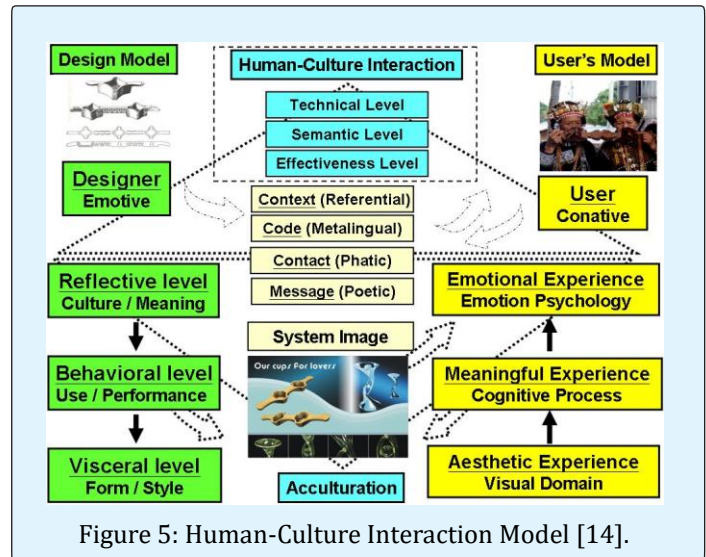 Design Model
Human-Culture Interaction
User's Model
Technical Level
Semantic Level
Effectiveness Level
Designer
Emotive
User
Conative
Context (Referential)
Code (Metalingual)
Contact (Phatic)
Message (Poetic)
Reflective level
Culture / Meaning
Emotional Experience
Emotion Psychology
System Image
Our cups For lovers
Behavioral level
Use / Performance
Meaningful Experience
Cognitive Process
Visceral level
Form / Style
Aesthetic Experience
Visual Domain
Acculturation
Figure 5: Human-Culture Interaction Model [14].